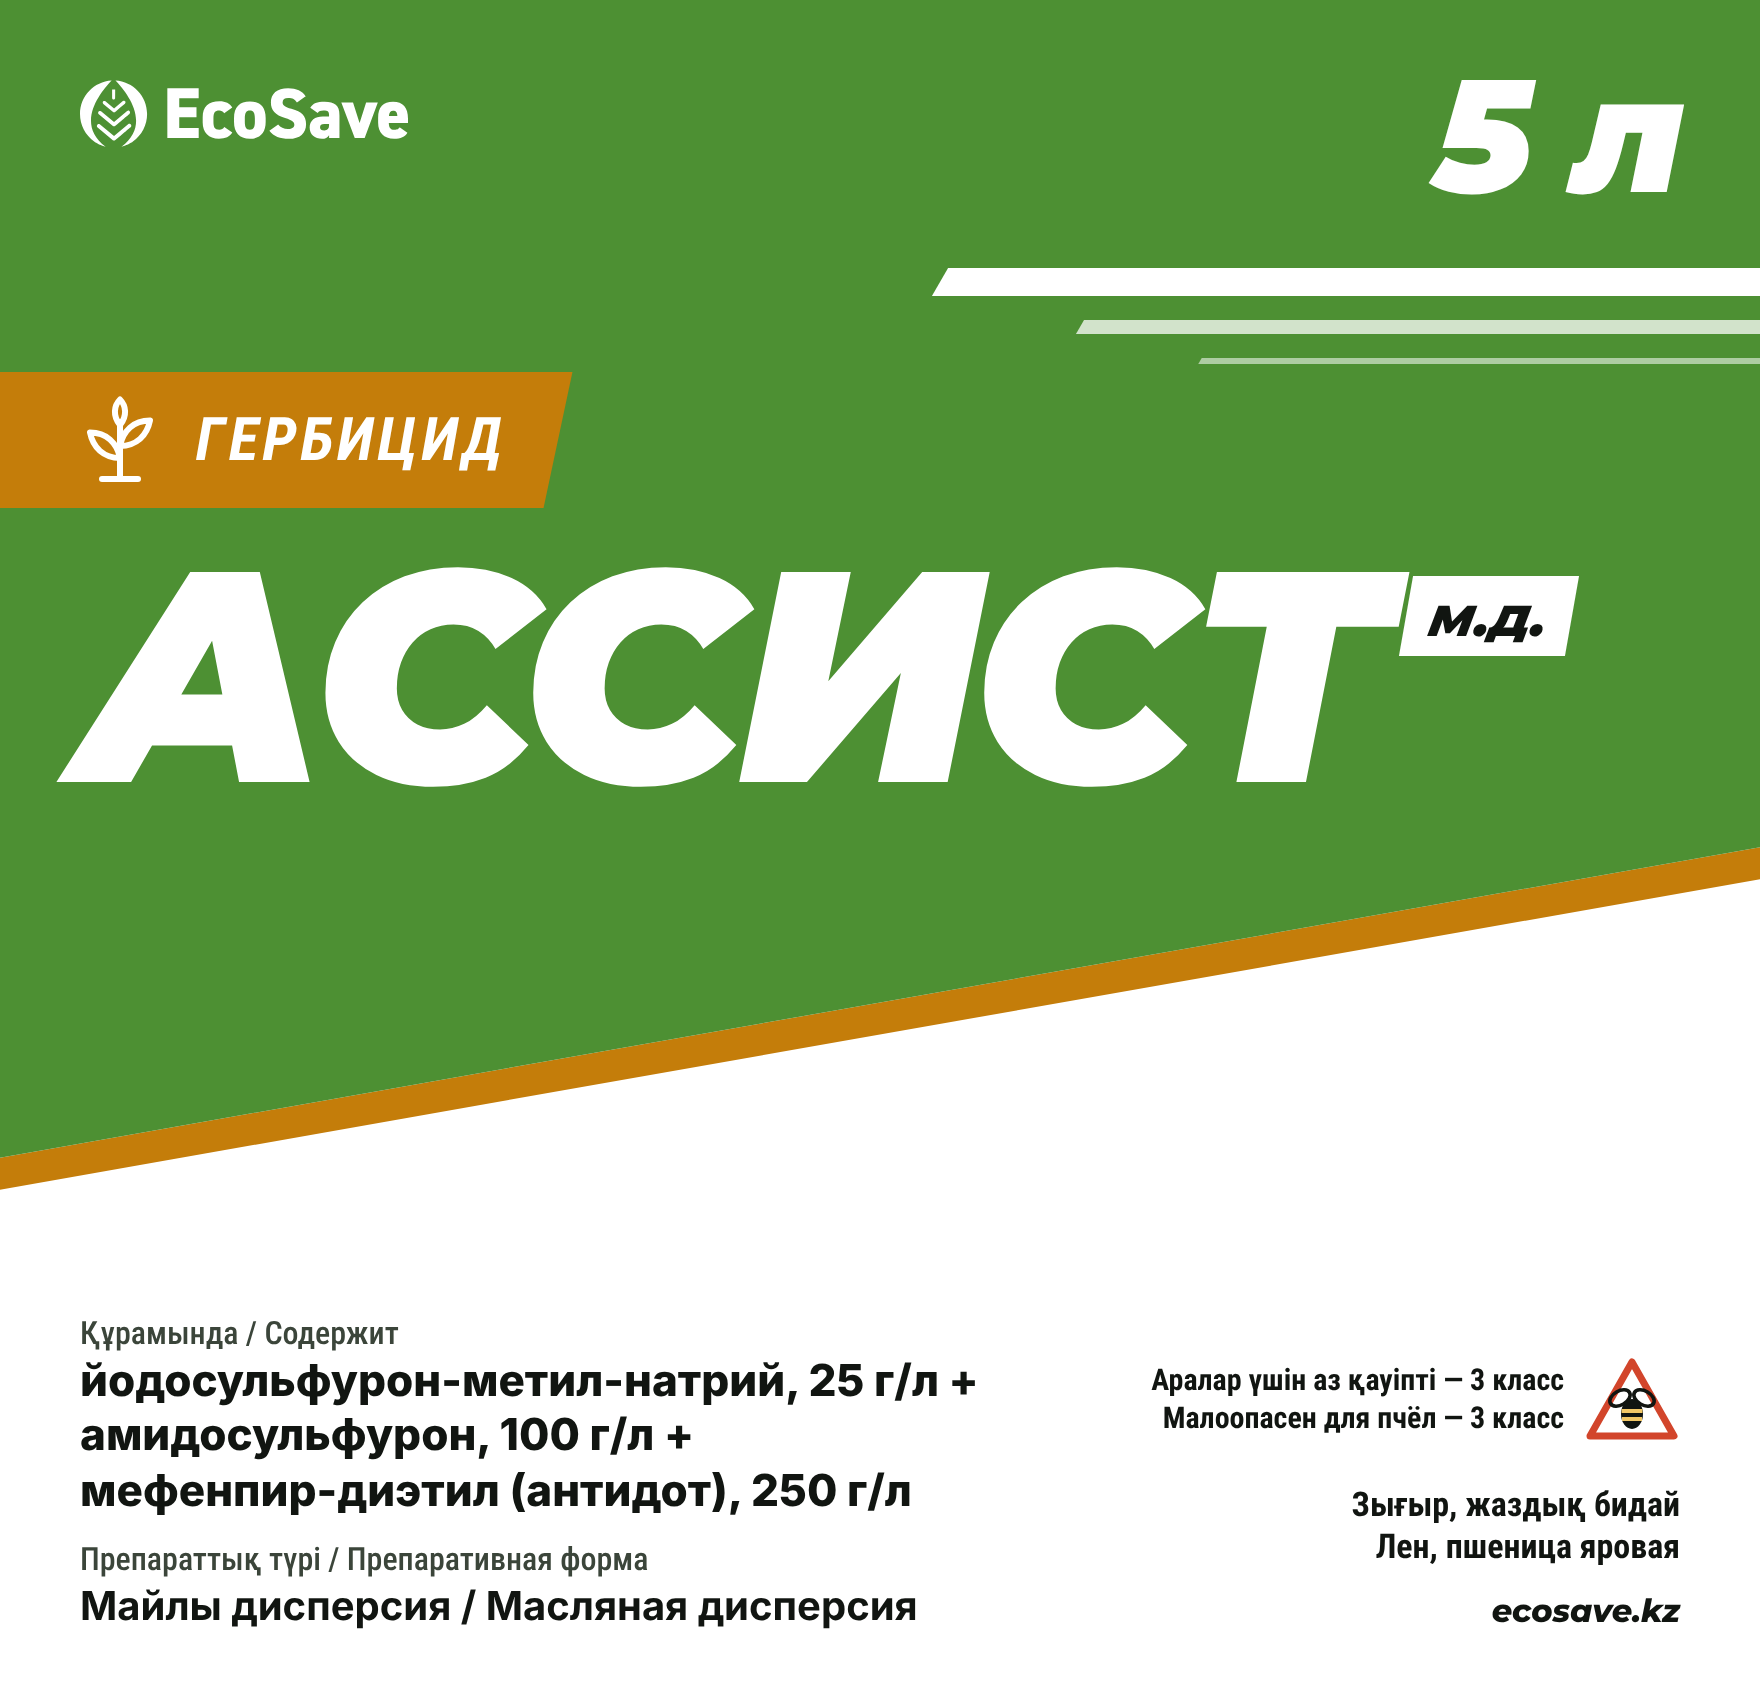 EcoSave
5 л
ГЕРБИЦИД
АССИСТ м.д.
Құрамында / Содержит
йодосульфурон-метил-натрий, 25 г/л +
амидосульфурон, 100 г/л +
мефенпир-диэтил (антидот), 250 г/л
Препараттық түрі / Препаративная форма
Майлы дисперсия / Масляная дисперсия
Аралар үшін аз қауіпті — 3 класс
Малоопасен для пчёл — 3 класс
Зығыр, жаздық бидай
Лен, пшеница яровая
ecosave.kz